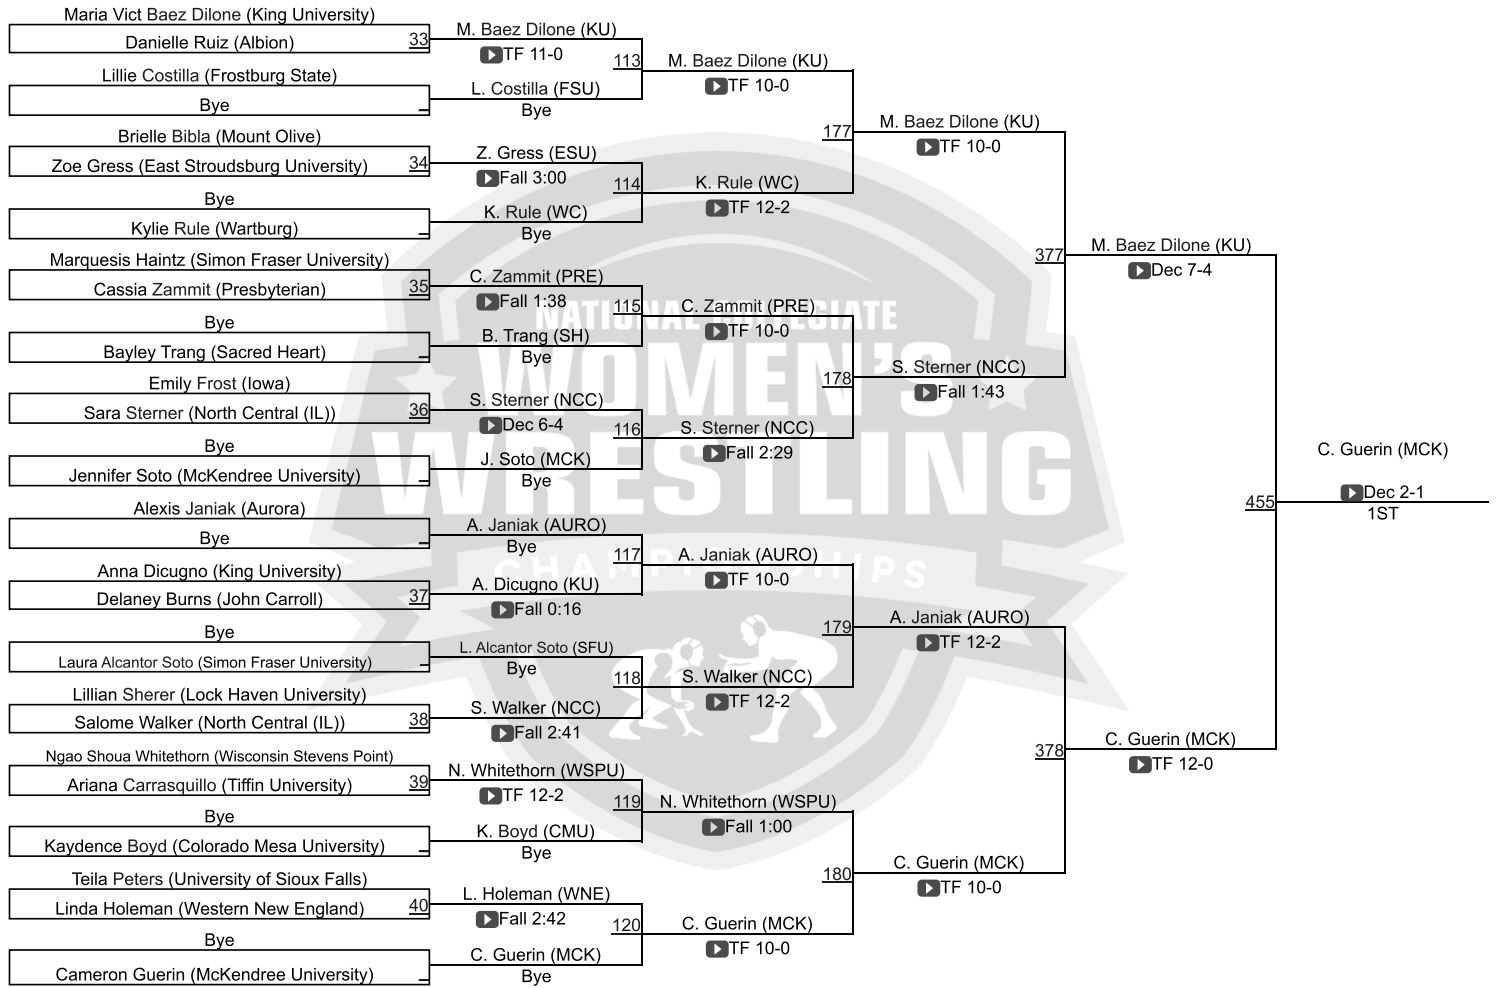 Maria Vict Baez Dilone (King University)
Danielle Ruiz (Albion)
33
Lillie Costilla (Frostburg State)
Bye
Brielle Bibla (Mount Olive)
Zoe Gress (East Stroudsburg University)
34
Bye
Kylie Rule (Wartburg)
Marquesis Haintz (Simon Fraser University)
Cassia Zammit (Presbyterian)
35
Bye
Bayley Trang (Sacred Heart)
Emily Frost (Iowa)
Sara Sterner (North Central (IL))
36
Bye
Jennifer Soto (McKendree University)
Alexis Janiak (Aurora)
Bye
Anna Dicugno (King University)
Delaney Burns (John Carroll)
37
Bye
Laura Alcantor Soto (Simon Fraser University)
Lillian Sherer (Lock Haven University)
Salome Walker (North Central (IL))
38
Ngao Shoua Whitethorn (Wisconsin Stevens Point)
Ariana Carrasquillo (Tiffin University)
39
Bye
Kaydence Boyd (Colorado Mesa University)
Teila Peters (University of Sioux Falls)
Linda Holeman (Western New England)
40
Bye
Cameron Guerin (McKendree University)
M. Baez Dilone (KU)
TF 11-0
113
L. Costilla (FSU)
Bye
Z. Gress (ESU)
Fall 3:00
114
K. Rule (WC)
Bye
C. Zammit (PRE)
Fall 1:38
115
B. Trang (SH)
Bye
S. Sterner (NCC)
Dec 6-4
116
J. Soto (MCK)
Bye
A. Janiak (AURO)
Bye
117
A. Dicugno (KU)
Fall 0:16
L. Alcantor Soto (SFU)
Bye
118
S. Walker (NCC)
Fall 2:41
N. Whitethorn (WSPU)
TF 12-2
119
K. Boyd (CMU)
Bye
L. Holeman (WNE)
Fall 2:42
120
C. Guerin (MCK)
Bye
M. Baez Dilone (KU)
TF 10-0
177
K. Rule (WC)
TF 12-2
C. Zammit (PRE)
TF 10-0
178
S. Sterner (NCC)
Fall 2:29
A. Janiak (AURO)
TF 10-0
179
S. Walker (NCC)
TF 12-2
N. Whitethorn (WSPU)
Fall 1:00
180
C. Guerin (MCK)
TF 10-0
M. Baez Dilone (KU)
TF 10-0
377
S. Sterner (NCC)
Fall 1:43
A. Janiak (AURO)
TF 12-2
378
C. Guerin (MCK)
TF 10-0
M. Baez Dilone (KU)
Dec 7-4
455
C. Guerin (MCK)
TF 12-0
C. Guerin (MCK)
Dec 2-1
1ST
NATIONAL COLLEGIATE
WOMEN'S
WRESTLING
CHAMPIONSHIPS